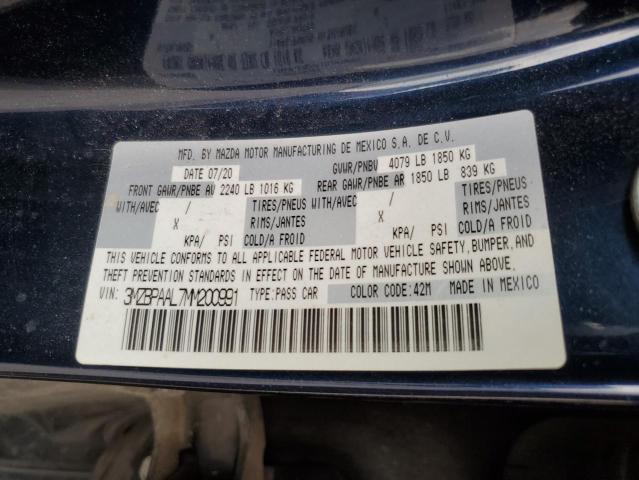 MFD. BY MAZDA MOTOR MANUFACTURING DE MEXICO S.A. DE C.V.
DATE 07/20 GVWR/PNBV 4079 LB 1850 KG
FRONT GAWR/PNBE AV 2240 LB 1016 KG REAR GAWR/PNBE AR 1850 LB 839 KG
WITH/AVEC / TIRES/PNEUS WITH/AVEC / TIRES/PNEUS
X RIMS/JANTES X RIMS/JANTES
KPA/ PSI COLD/A FROID KPA/ PSI COLD/A FROID
THIS VEHICLE CONFORMS TO ALL APPLICABLE FEDERAL MOTOR VEHICLE SAFETY, BUMPER, AND
THEFT PREVENTION STANDARDS IN EFFECT ON THE DATE OF MANUFACTURE SHOWN ABOVE.
VIN: 3MZBPAAL7MM200991 TYPE:PASS CAR COLOR CODE:42M MADE IN MEXICO